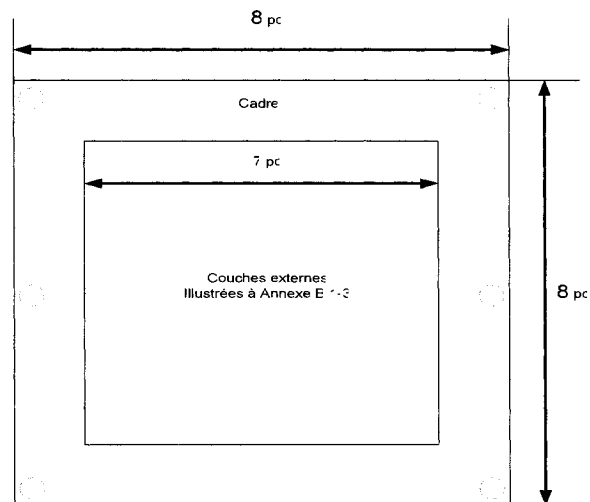 8 pc
Cadre
7 pc
Couches externes
Illustrées à Annexe B
8 pc